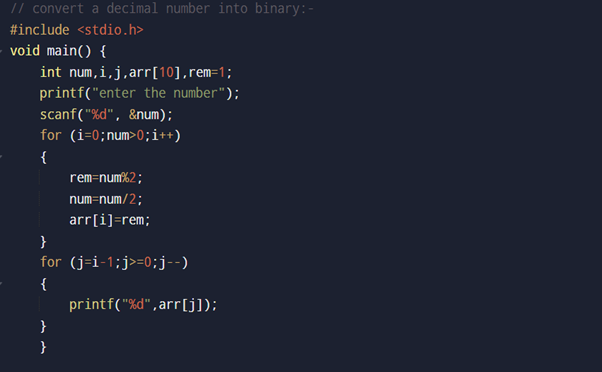 // convert a decimal number into binary:-
#include <stdio.h>
void main() {
    int num,i,j,arr[10],rem=1;
    printf("enter the number");
    scanf("%d", &num);
    for (i=0;num>0;i++)
    {
        rem=num%2;
        num=num/2;
        arr[i]=rem;
    }
    for (j=i-1;j>=0;j--)
    {
        printf("%d",arr[j]);
    }
    }